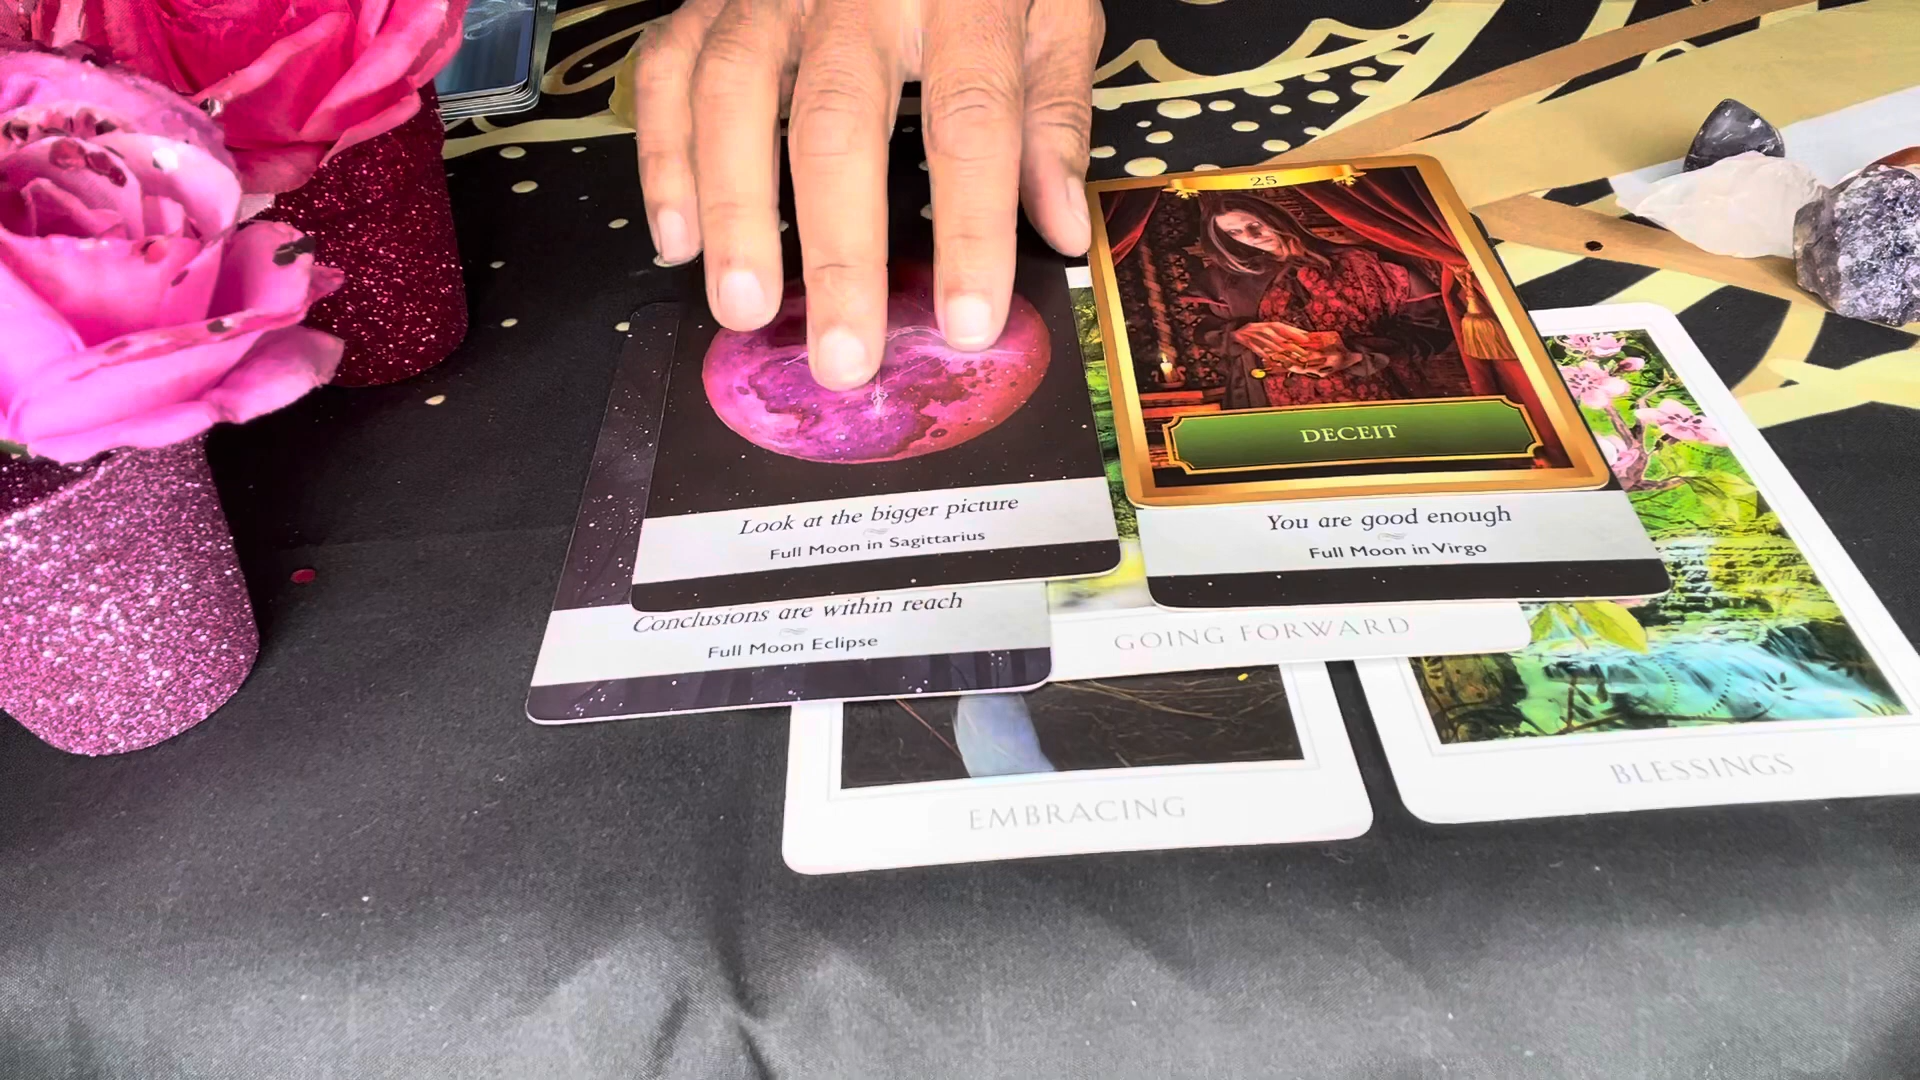 25
DECEIT
Look at the bigger picture
Full Moon in Sagittarius
You are good enough
Full Moon in Virgo
Conclusions are within reach
Full Moon Eclipse
GOING FORWARD
BLESSINGS
EMBRACING